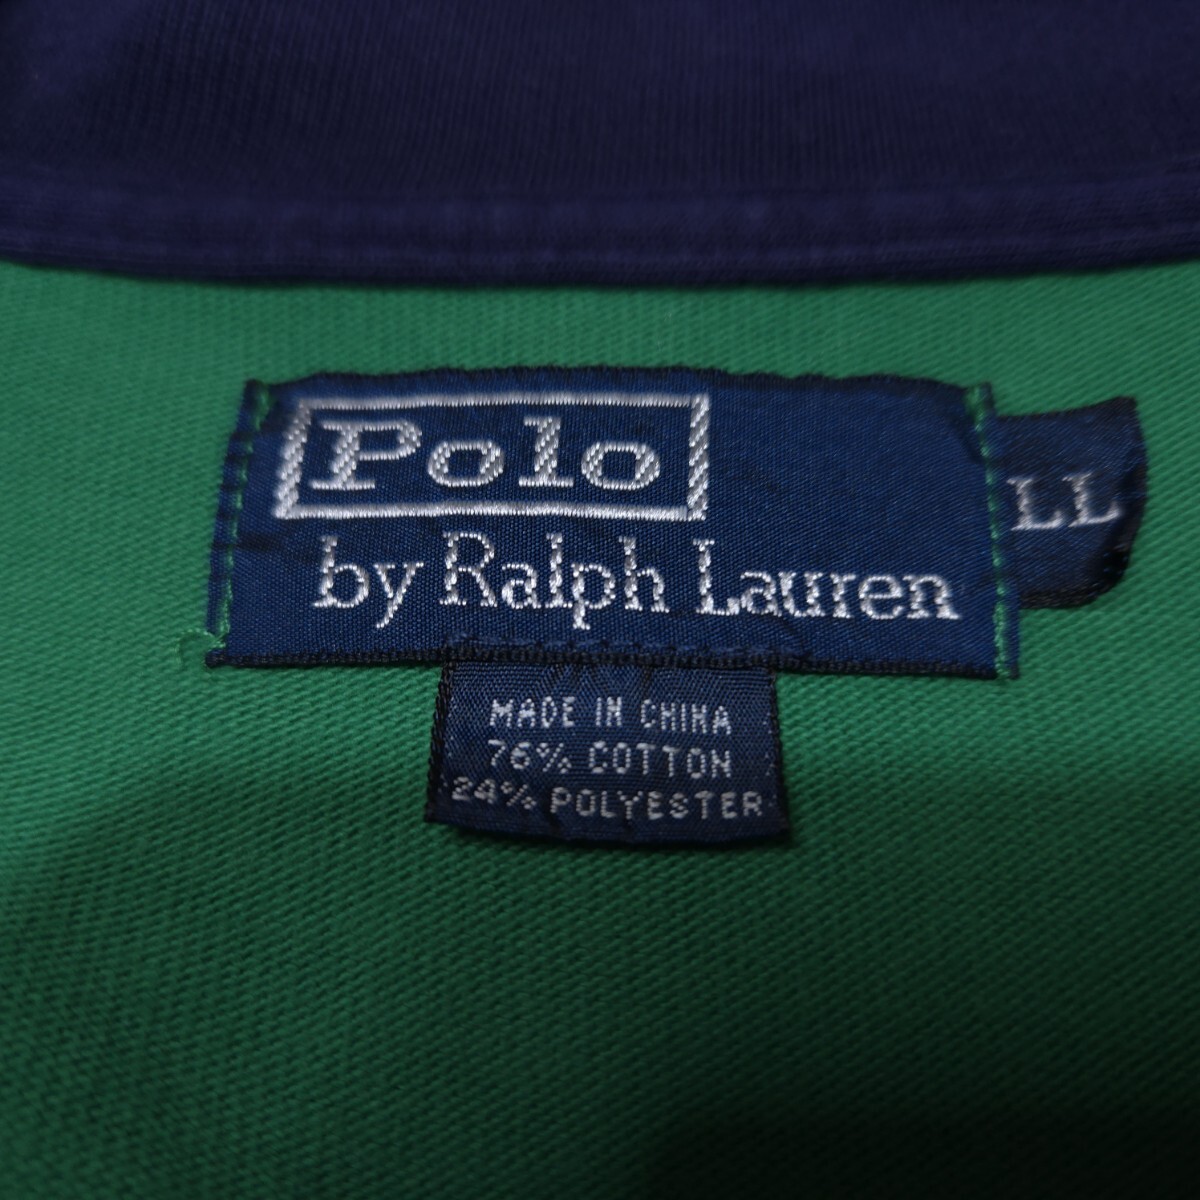 Polo
by Ralph Lauren
LL
MADE IN CHINA
76% COTTON
24% POLYESTER